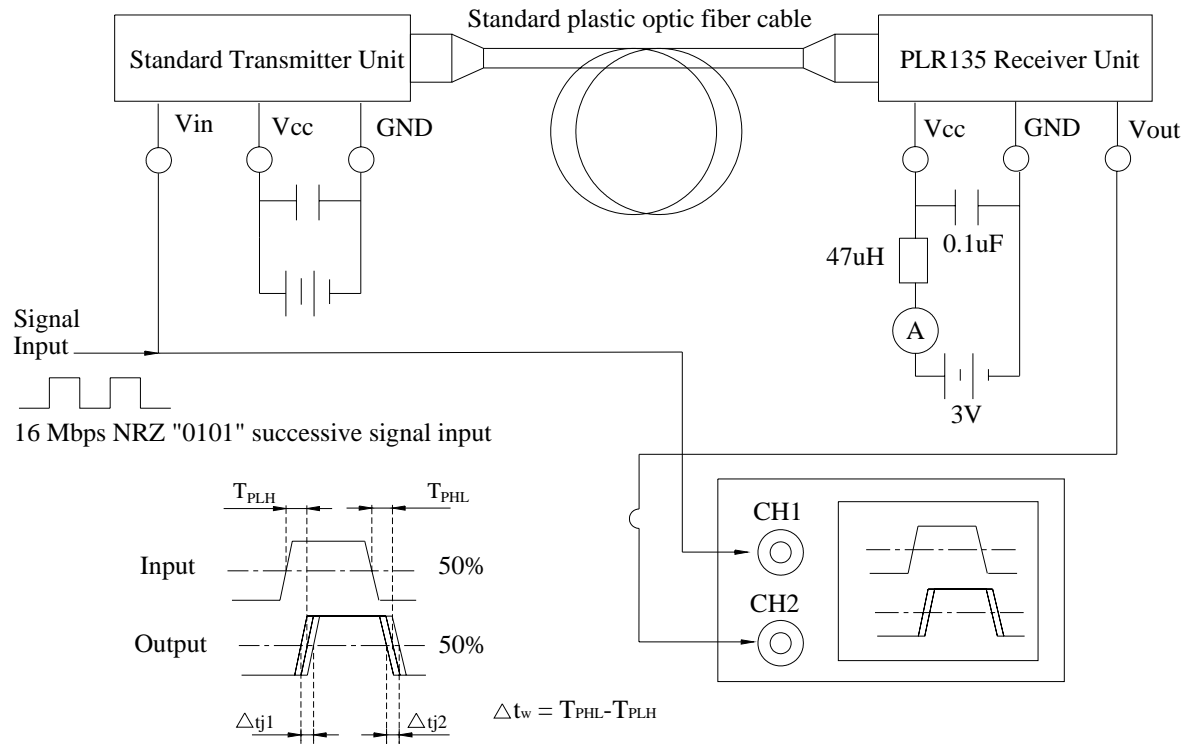 Standard plastic optic fiber cable
Standard Transmitter Unit
PLR135 Receiver Unit
Vin
Vcc
GND
Vcc
GND
Vout
0.1uF
47uH
A
3V
Signal
Input
16 Mbps NRZ "0101" successive signal input
TPLH
TPHL
Input
50%
Output
50%
△tj1
△tj2
△tw = TPHL-TPLH
CH1
CH2